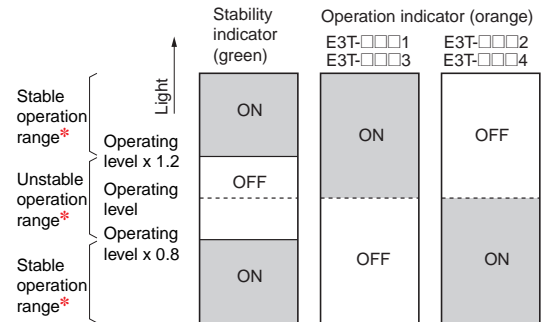 Stability
indicator
(green)
Operation indicator (orange)
E3T-□□□1
E3T-□□□3
E3T-□□□2
E3T-□□□4
Light
Stable
operation
range*
Operating
level x 1.2
Unstable
operation
range*
Operating
level
Operating
level x 0.8
Stable
operation
range*
ON
OFF
ON
ON
OFF
OFF
ON